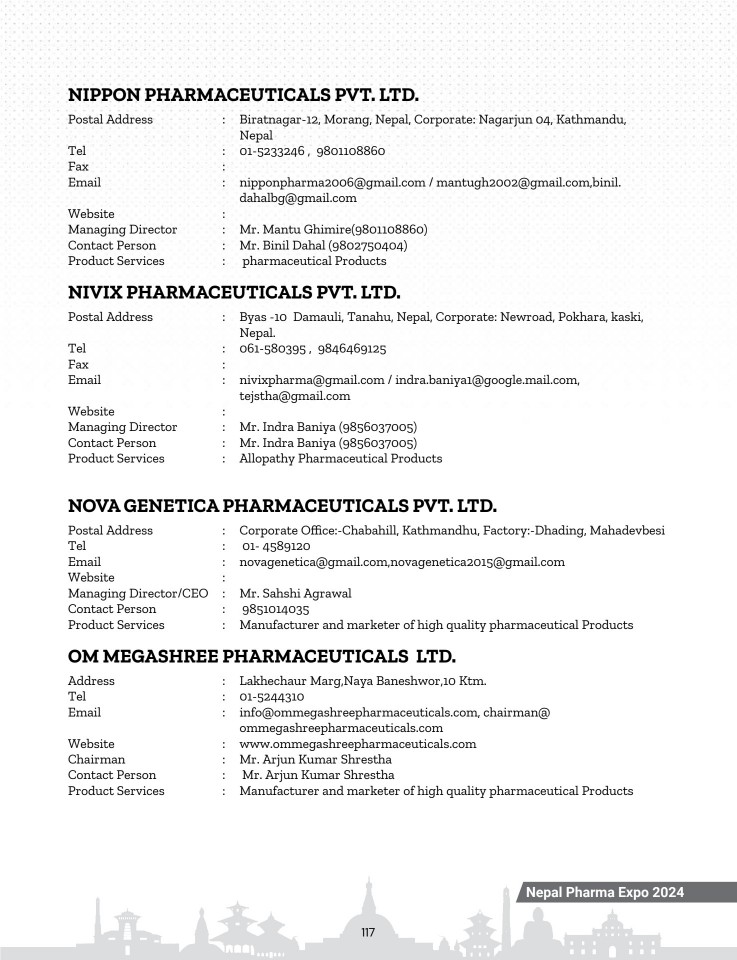 NIPPON PHARMACEUTICALS PVT. LTD.
Postal Address : Biratnagar-12, Morang, Nepal, Corporate: Nagarjun 04, Kathmandu,
Nepal
Tel : 01-5233246 , 9801108860
Fax :
Email : nipponpharma2006@gmail.com / mantugh2002@gmail.com,binil.
dahalbg@gmail.com
Website :
Managing Director : Mr. Mantu Ghimire(9801108860)
Contact Person : Mr. Binil Dahal (9802750404)
Product Services : pharmaceutical Products
NIVIX PHARMACEUTICALS PVT. LTD.
Postal Address : Byas -10 Damauli, Tanahu, Nepal, Corporate: Newroad, Pokhara, kaski,
Nepal.
Tel : 061-580395 , 9846469125
Fax :
Email : nivixpharma@gmail.com / indra.baniya1@google.mail.com,
tejstha@gmail.com
Website :
Managing Director : Mr. Indra Baniya (9856037005)
Contact Person : Mr. Indra Baniya (9856037005)
Product Services : Allopathy Pharmaceutical Products
NOVA GENETICA PHARMACEUTICALS PVT. LTD.
Postal Address : Corporate Office:-Chabahill, Kathmandhu, Factory:-Dhading, Mahadevbesi
Tel : 01- 4589120
Email : novagenetica@gmail.com,novagenetica2015@gmail.com
Website :
Managing Director/CEO : Mr. Sahshi Agrawal
Contact Person : 9851014035
Product Services : Manufacturer and marketer of high quality pharmaceutical Products
OM MEGASHREE PHARMACEUTICALS LTD.
Address : Lakhechaur Marg,Naya Baneshwor,10 Ktm.
Tel : 01-5244310
Email : info@ommegashreepharmaceuticals.com, chairman@
ommegashreepharmaceuticals.com
Website : www.ommegashreepharmaceuticals.com
Chairman : Mr. Arjun Kumar Shrestha
Contact Person : Mr. Arjun Kumar Shrestha
Product Services : Manufacturer and marketer of high quality pharmaceutical Products
Nepal Pharma Expo 2024
117